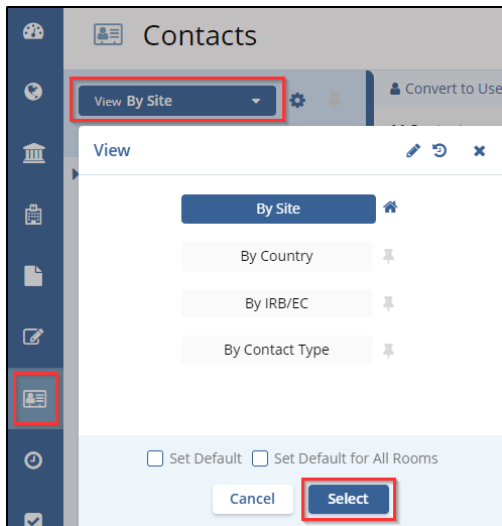 Contacts
View By Site
Convert to Use
View
By Site
By Country
By IRB/EC
By Contact Type
Set Default Set Default for All Rooms
Cancel Select